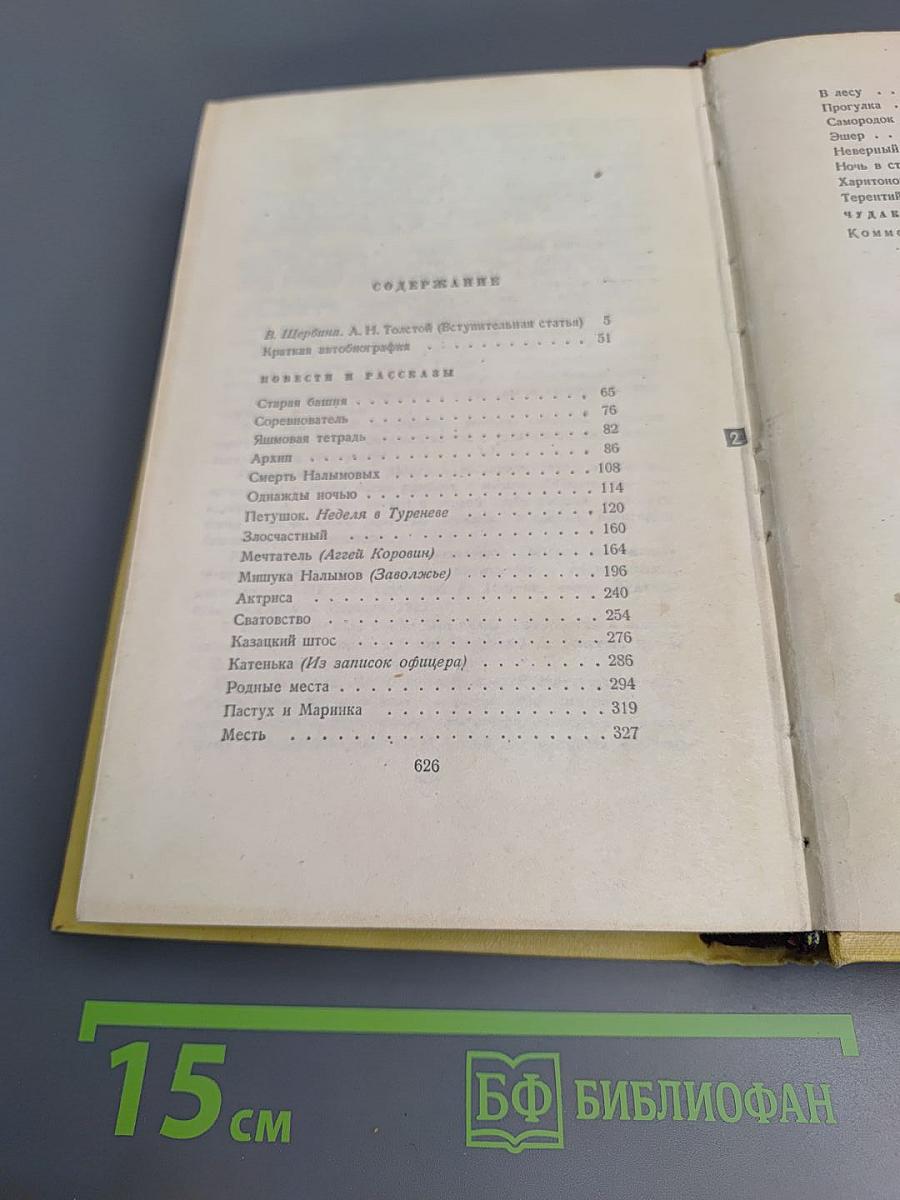 СОДЕРЖАНИЕ
В. Щербина. А. Н. Толстой (Вступительная статья) 5
Краткая автобиография . . . . . . . . . . . 51
ПОВЕСТИ И РАССКАЗЫ
Старая башня . . . . . . . . . . . . . . . 65
Соревнователь . . . . . . . . . . . . . . 76
Яшмовая тетрадь . . . . . . . . . . . . . 82
Архип . . . . . . . . . . . . . . . . . . 86
Смерть Налымовых . . . . . . . . . . . . . 108
Однажды ночью . . . . . . . . . . . . . . 114
Петушок. Неделя в Туреневе . . . . . . . . 120
Злосчастный . . . . . . . . . . . . . . . 160
Мечтатель (Аггей Коровин) . . . . . . . . . 164
Мишука Налымов (Заволжье) . . . . . . . . 196
Актриса . . . . . . . . . . . . . . . . . 240
Сватовство . . . . . . . . . . . . . . . . 254
Казацкий штос . . . . . . . . . . . . . . 276
Катенька (Из записок офицера) . . . . . . . 286
Родные места . . . . . . . . . . . . . . . 294
Пастух и Маринка . . . . . . . . . . . . . 319
Месть . . . . . . . . . . . . . . . . . . 327
626
В лесу . .
Прогулка .
Самородок
Эшер . .
Неверный
Ночь в ст
Харитоно
Терентий
ЧУДАК
Комме
2
15 см
БФ БИБЛИОФАН